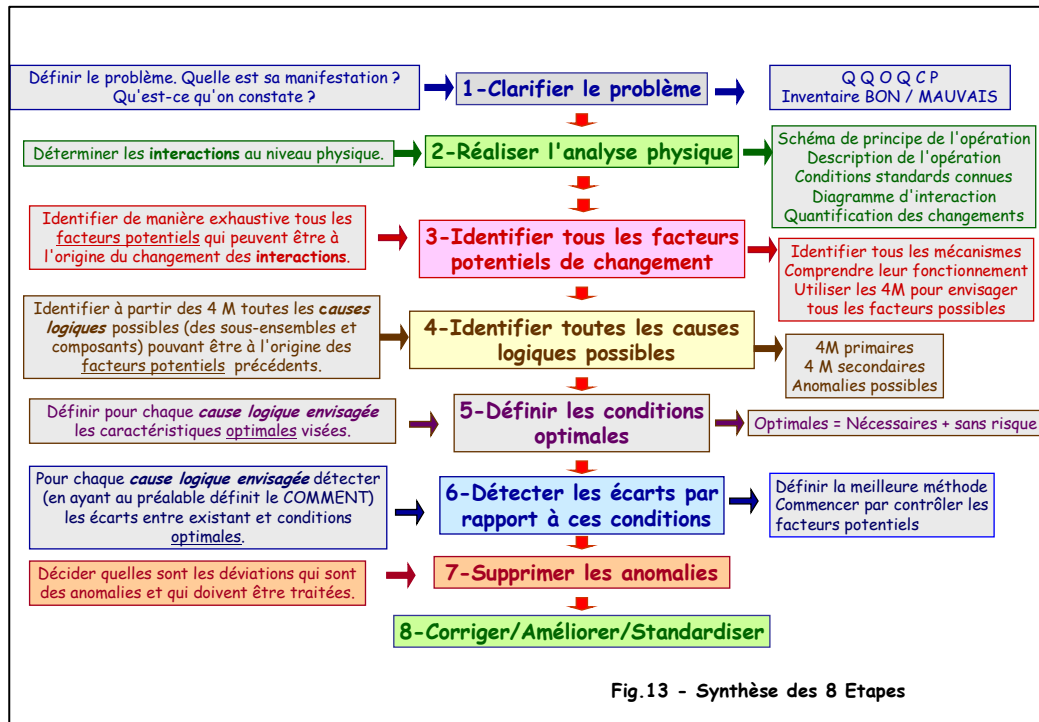 Définir le problème. Quelle est sa manifestation ?
Qu'est-ce qu'on constate ?
1-Clarifier le problème
Q Q O Q C P
Inventaire BON / MAUVAIS
Déterminer les interactions au niveau physique.
2-Réaliser l'analyse physique
Schéma de principe de l'opération
Description de l'opération
Conditions standards connues
Diagramme d'interaction
Quantification des changements
Identifier de manière exhaustive tous les
facteurs potentiels qui peuvent être à
l'origine du changement des interactions.
3-Identifier tous les facteurs
potentiels de changement
Identifier tous les mécanismes
Comprendre leur fonctionnement
Utiliser les 4M pour envisager
tous les facteurs possibles
Identifier à partir des 4 M toutes les causes
logiques possibles (des sous-ensembles et
composants) pouvant être à l'origine des
facteurs potentiels précédents.
4-Identifier toutes les causes
logiques possibles
4M primaires
4 M secondaires
Anomalies possibles
Définir pour chaque cause logique envisagée
les caractéristiques optimales visées.
5-Définir les conditions
optimales
Optimales = Nécessaires + sans risque
Pour chaque cause logique envisagée détecter
(en ayant au préalable définit le COMMENT)
les écarts entre existant et conditions
optimales.
6-Détecter les écarts par
rapport à ces conditions
Définir la meilleure méthode
Commencer par contrôler les
facteurs potentiels
Décider quelles sont les déviations qui sont
des anomalies et qui doivent être traitées.
7-Supprimer les anomalies
8-Corriger/Améliorer/Standardiser
Fig.13 - Synthèse des 8 Etapes